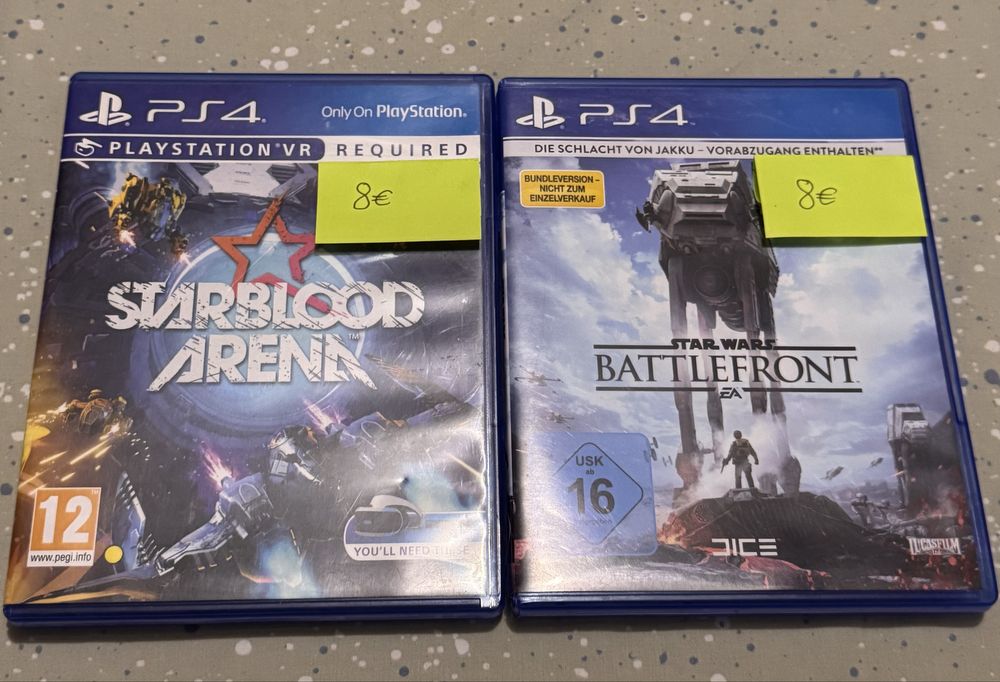 PS4
Only On PlayStation.
PLAYSTATION®VR REQUIRED
8€
STARBLOOD
ARENA™
12
www.pegi.info
YOU'LL NEED THESE
PS4
DIE SCHLACHT VON JAKKU – VORABZUGANG ENTHALTEN**
BUNDLEVERSION –
NICHT ZUM
EINZELVERKAUF
8€
STAR WARS
BATTLEFRONT
EA
USK
ab
16
DICE
LUCASFILM
Ltd.